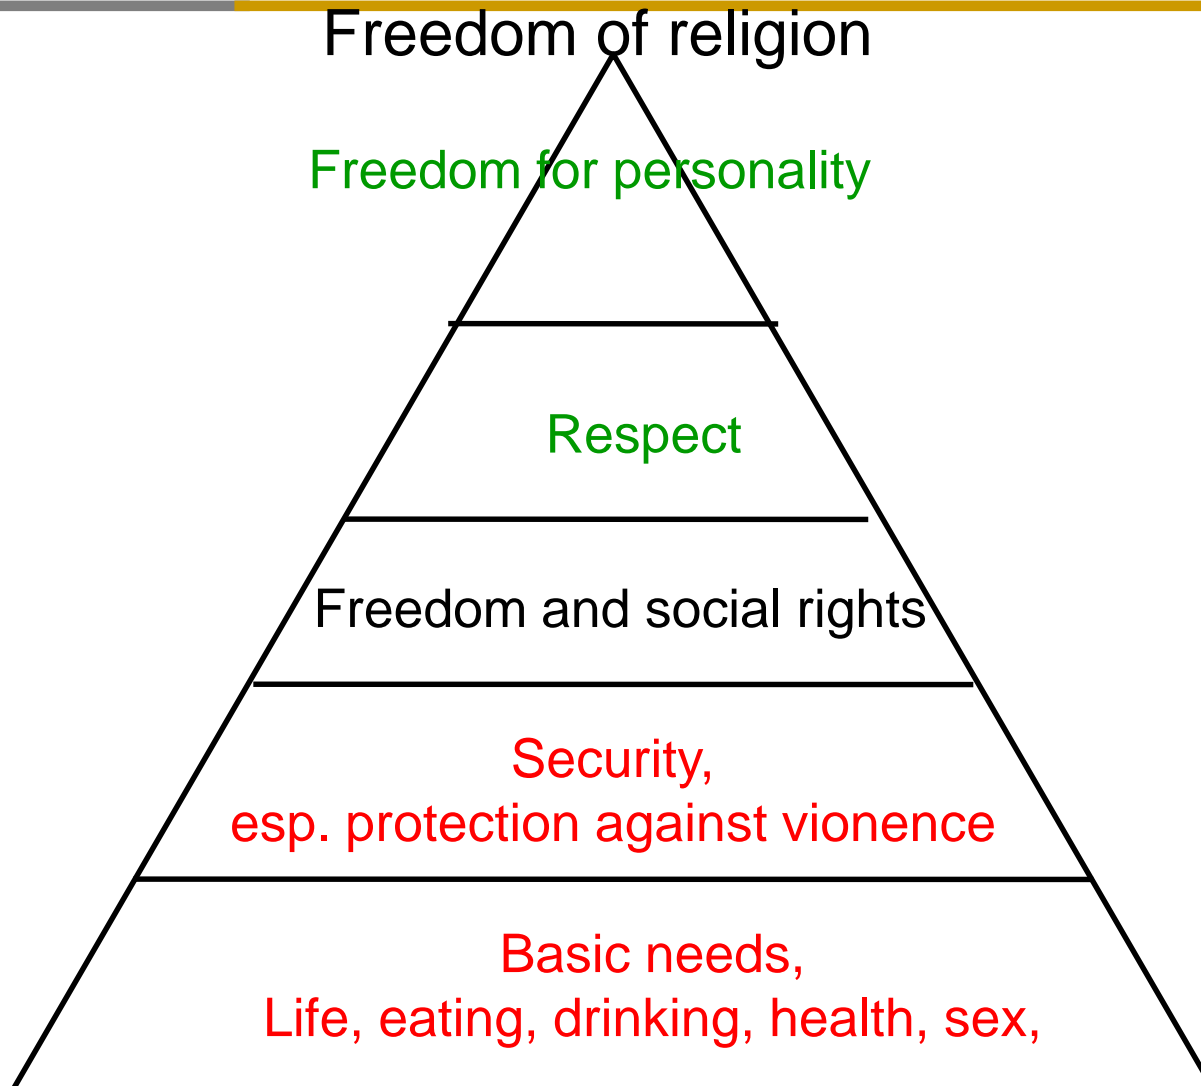 Freedom of religion
Freedom for personality
Respect
Freedom and social rights
Security,
esp. protection against vionence
Basic needs,
Life, eating, drinking, health, sex,